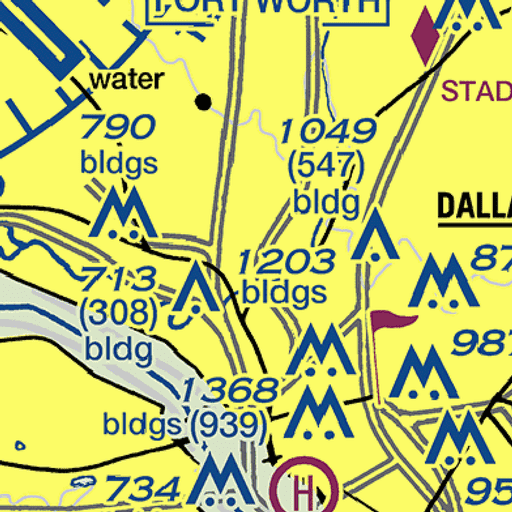 FORT WORTH
water
STAD
790
bldgs
1049
(547)
bldg
DALLA
87
713
(308)
bldg
1203
bldgs
987
1368
bldgs (939)
734
H
95